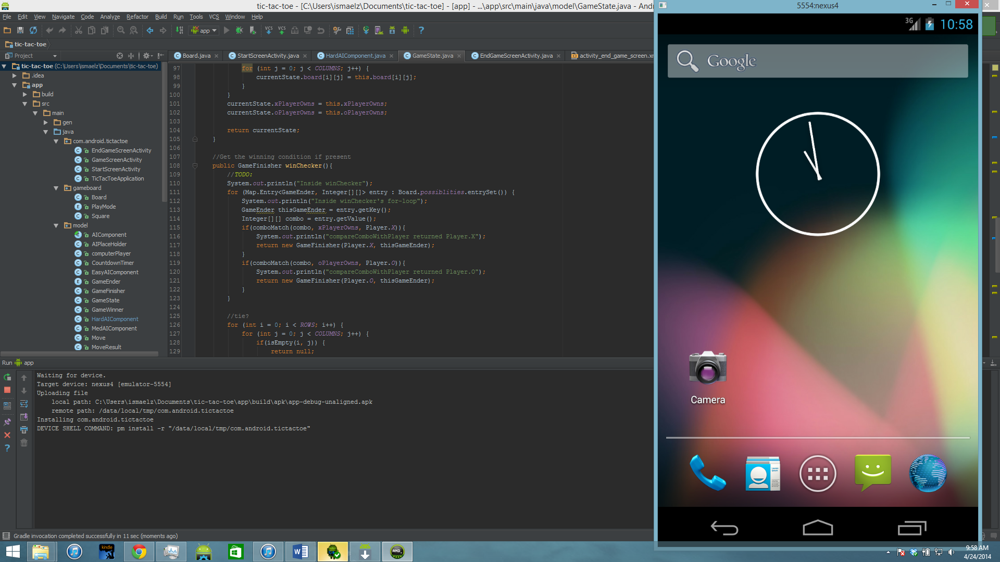 tic-tac-toe - [C:\Users\ismaelz\Documents\tic-tac-toe] - [app] - ...\app\src\main\java\model\GameState.java - And
File Edit View Navigate Code Analyze Refactor Build Run Tools VCS Window Help
app
VCS VCS
tic-tac-toe
Project
Board.java StartScreenActivity.java HardAIComponent.java GameState.java EndGameScreenActivity.java activity_end_game_screen.xm
tic-tac-toe (C:\Users\ismaelz\Documents\tic-tac-toe)
.idea
app
build
src
main
gen
java
com.android.tictactoe
EndGameScreenActivity
GameScreenActivity
StartScreenActivity
TicTacToeApplication
gameboard
Board
PlayMode
Square
model
AIComponent
AIPlaceHolder
computerPlayer
CountdownTimer
EasyAIComponent
GameEnder
GameFinisher
GameState
GameWinner
HardAIComponent
MedAIComponent
Move
MoveResult
97 for (int j = 0; j < COLUMNS; j++) {
98 currentState.board[i][j] = this.board[i][j];
99 }
100 }
101 currentState.xPlayerOwns = this.xPlayerOwns;
102 currentState.oPlayerOwns = this.oPlayerOwns;
103
104 return currentState;
105 }
106
107 //Get the winning condition if present
108 public GameFinisher winChecker(){
109 //TODO:
110 System.out.println("Inside winChecker");
111 for (Map.Entry<GameEnder, Integer[][]> entry : Board.possiblities.entrySet()) {
112 System.out.println("Inside winChecker's for-loop");
113 GameEnder thisGameEnder = entry.getKey();
114 Integer[][] combo = entry.getValue();
115 if(comboMatch(combo, xPlayerOwns, Player.X)){
116 System.out.println("compareComboWithPlayer returned Player.X");
117 return new GameFinisher(Player.X, thisGameEnder);
118 }
119 if(comboMatch(combo, oPlayerOwns, Player.O)){
120 System.out.println("compareComboWithPlayer returned Player.O");
121 return new GameFinisher(Player.O, thisGameEnder);
122 }
123 }
124
125 //tie?
126 for (int i = 0; i < ROWS; i++) {
127 for (int j = 0; j < COLUMNS; j++) {
128 if(isEmpty(i, j)) {
129 return null;
Run app
Waiting for device.
Target device: nexus4 [emulator-5554]
Uploading file
local path: C:\Users\ismaelz\Documents\tic-tac-toe\app\build\apk\app-debug-unaligned.apk
remote path: /data/local/tmp/com.android.tictactoe
Installing com.android.tictactoe
DEVICE SHELL COMMAND: pm install -r "/data/local/tmp/com.android.tictactoe"
Gradle invocation completed successfully in 11 sec (moments ago)
5554:nexus4
3G 10:58
Google
Camera
kindle
AND_
9:58 AM
4/24/2014